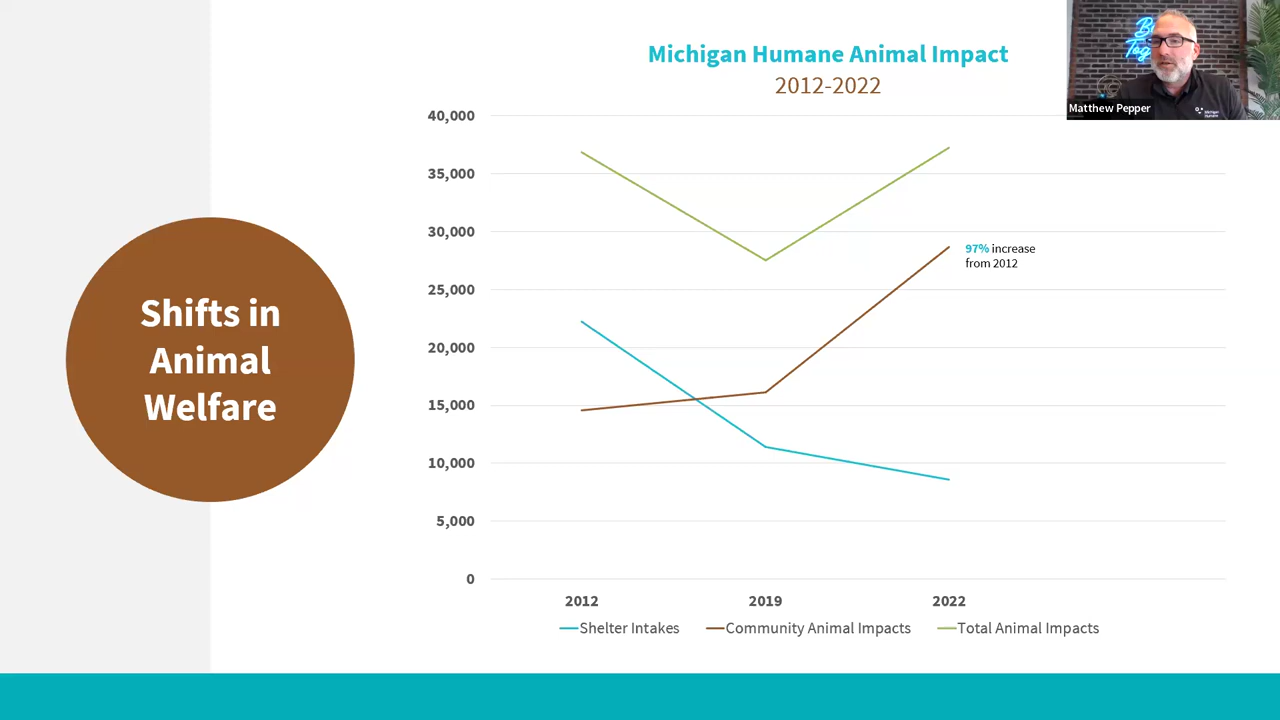 Michigan Humane Animal Impact
2012-2022
Matthew Pepper
Michigan
Humane
40,000
35,000
30,000
25,000
20,000
15,000
10,000
5,000
0
97% increase
from 2012
Shifts in
Animal
Welfare
2012 2019 2022
Shelter Intakes Community Animal Impacts Total Animal Impacts